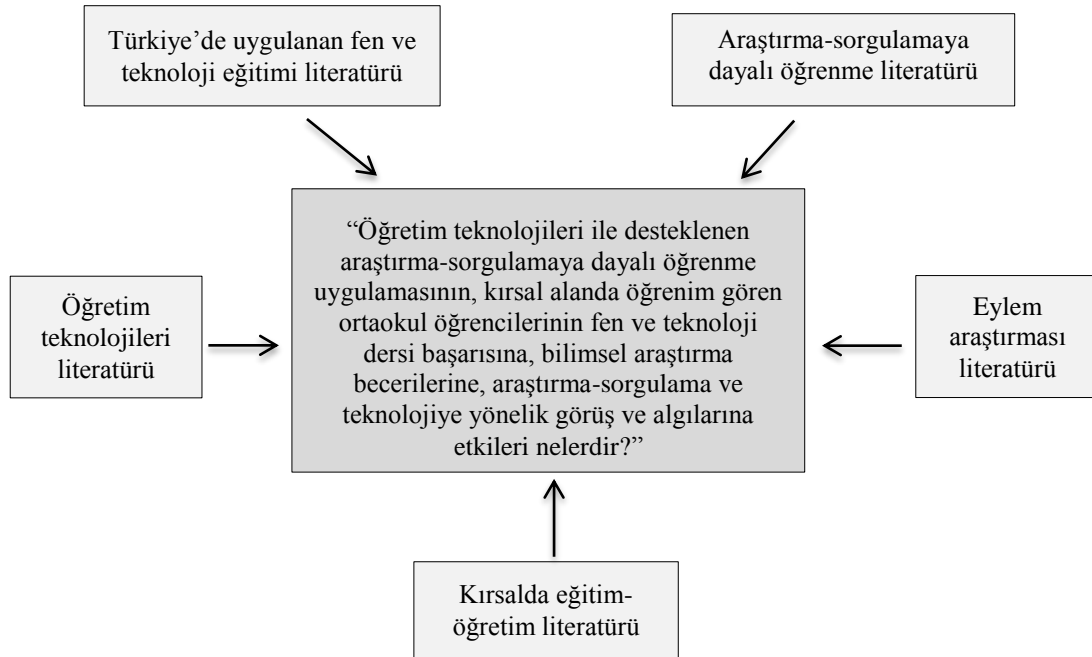 Türkiye’de uygulanan fen ve
teknoloji eğitimi literatürü
Araştırma-sorgulamaya
dayalı öğrenme literatürü
“Öğretim teknolojileri ile desteklenen
araştırma-sorgulamaya dayalı öğrenme
uygulamasının, kırsal alanda öğrenim gören
ortaokul öğrencilerinin fen ve teknoloji
dersi başarısına, bilimsel araştırma
becerilerine, araştırma-sorgulama ve
teknolojiye yönelik görüş ve algılarına
etkileri nelerdir?”
Öğretim
teknolojileri
literatürü
Eylem
araştırması
literatürü
Kırsalda eğitim-
öğretim literatürü